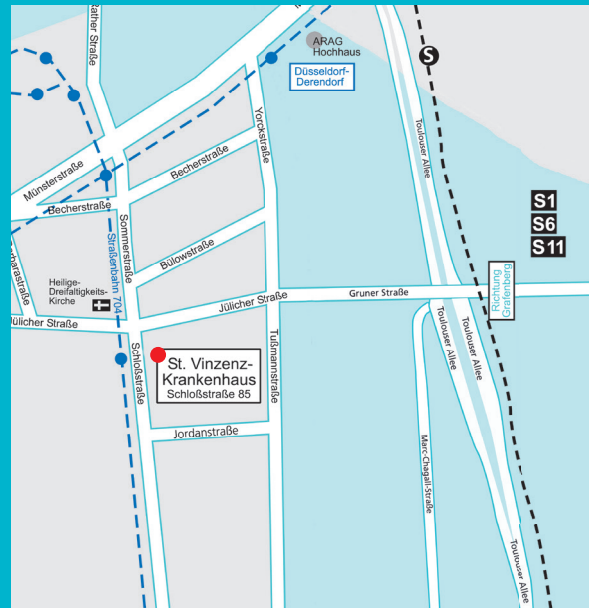 Rather Straße
ARAG
Hochhaus
S
Düsseldorf-
Derendorf
Yorckstraße
Toulouser Allee
Münsterstraße
Becherstraße
Becherstraße
Toulouser Allee
S1
S6
S11
Sommerstraße
Straßenbahn 704
Bülowstraße
Heilige-
Dreifaltigkeits-
Kirche
Jülicher Straße
Gruner Straße
Richtung
Grafenberg
Jülicher Straße
Toulouser Allee
Toulouser Allee
Schloßstraße
St. Vinzenz-
Krankenhaus
Schloßstraße 85
Tußmannstraße
Jordanstraße
Marc-Chagall-Straße
Toulouser Allee